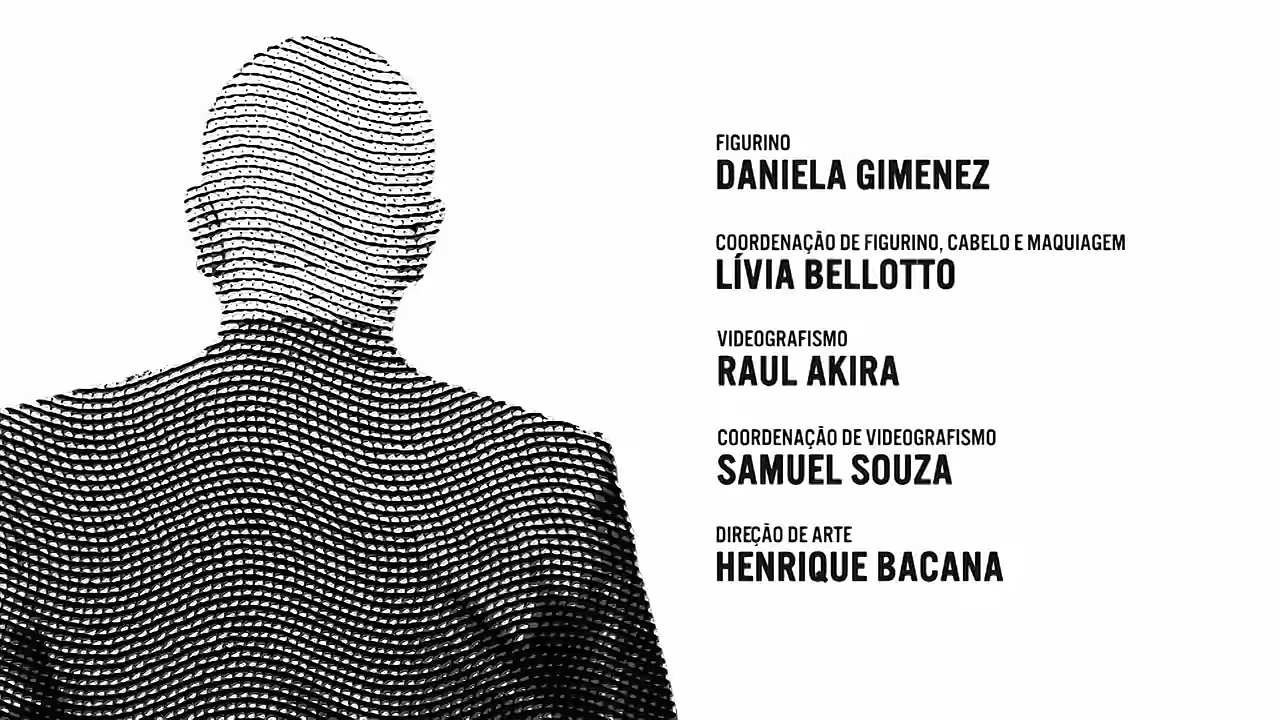 FIGURINO
DANIELA GIMENEZ
COORDENAÇÃO DE FIGURINO, CABELO E MAQUIAGEM
LÍVIA BELLOTTO
VIDEOGRAFISMO
RAUL AKIRA
COORDENAÇÃO DE VIDEOGRAFISMO
SAMUEL SOUZA
DIREÇÃO DE ARTE
HENRIQUE BACANA